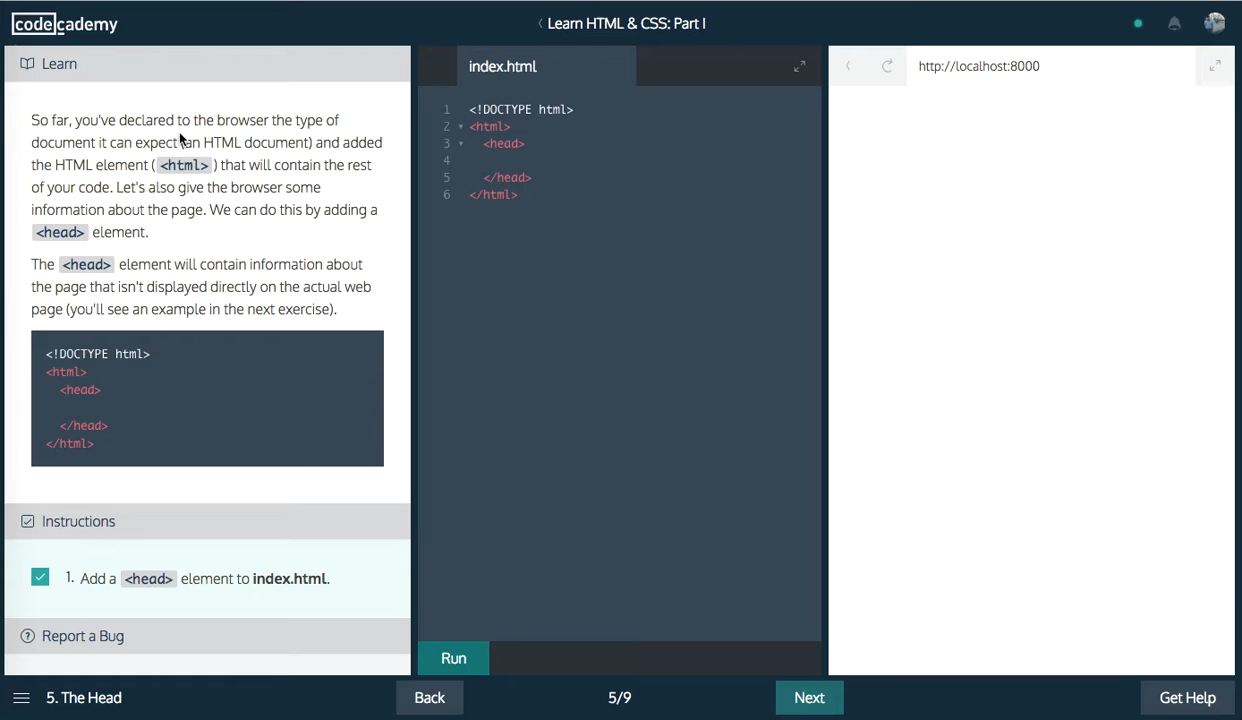 codecademy
Learn HTML & CSS: Part I
Learn
So far, you've declared to the browser the type of
document it can expect an HTML document) and added
the HTML element ( <html> ) that will contain the rest
of your code. Let's also give the browser some
information about the page. We can do this by adding a
<head> element.
The <head> element will contain information about
the page that isn't displayed directly on the actual web
page (you'll see an example in the next exercise).
<!DOCTYPE html>
<html>
<head>
</head>
</html>
Instructions
1. Add a <head> element to index.html.
Report a Bug
index.html
1 <!DOCTYPE html>
2 <html>
3 <head>
4
5 </head>
6 </html>
Run
http://localhost:8000
5. The Head
Back
5/9
Next
Get Help